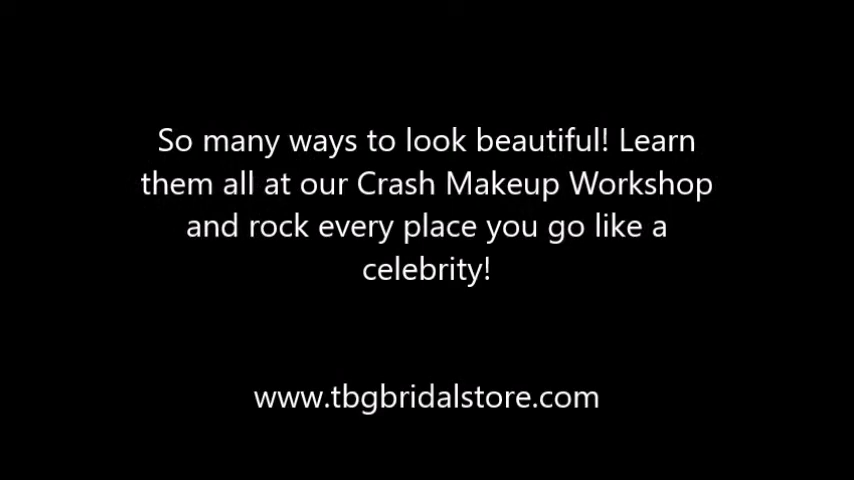 So many ways to look beautiful! Learn
them all at our Crash Makeup Workshop
and rock every place you go like a
celebrity!
www.tbgbridalstore.com